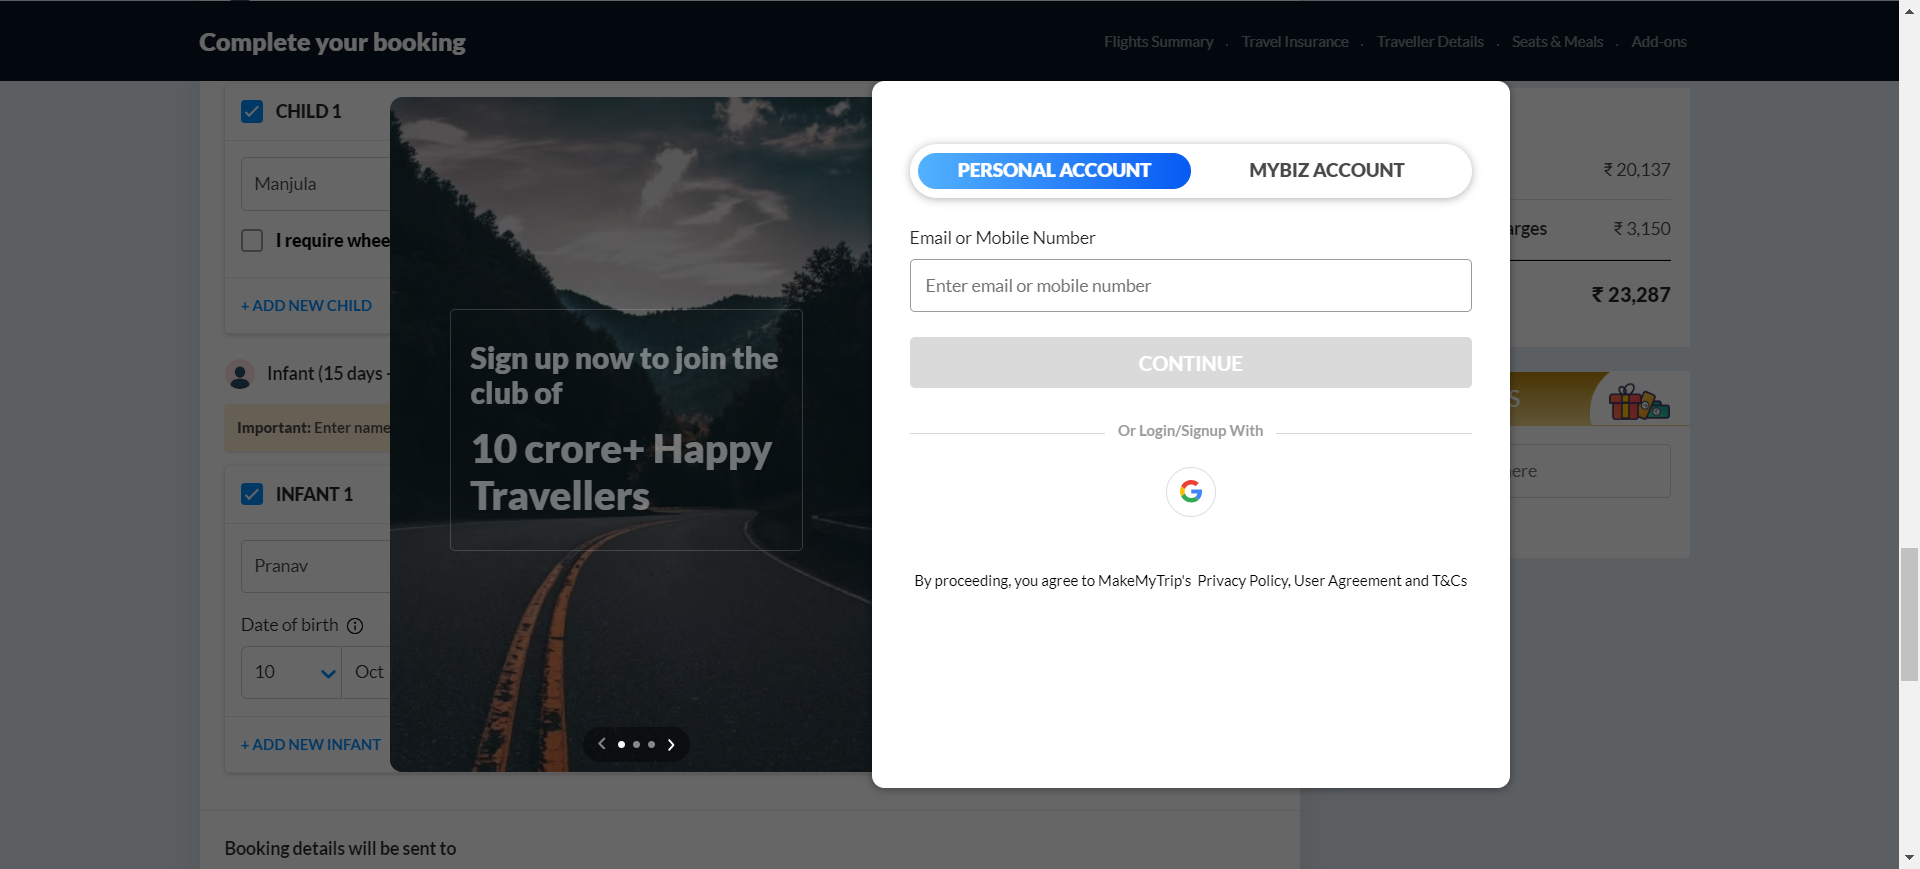 Complete your booking
Flights Summary . Travel Insurance . Traveller Details . Seats & Meals . Add-ons
CHILD 1
Manjula
I require whee
+ ADD NEW CHILD
Infant (15 days -
Important: Enter name
INFANT 1
Pranav
Date of birth
10
Oct
+ ADD NEW INFANT
Booking details will be sent to
Sign up now to join the
club of
10 crore+ Happy
Travellers
PERSONAL ACCOUNT
MYBIZ ACCOUNT
Email or Mobile Number
Enter email or mobile number
CONTINUE
Or Login/Signup With
By proceeding, you agree to MakeMyTrip's Privacy Policy, User Agreement and T&Cs
₹ 20,137
arges
₹ 3,150
₹ 23,287
S
ere